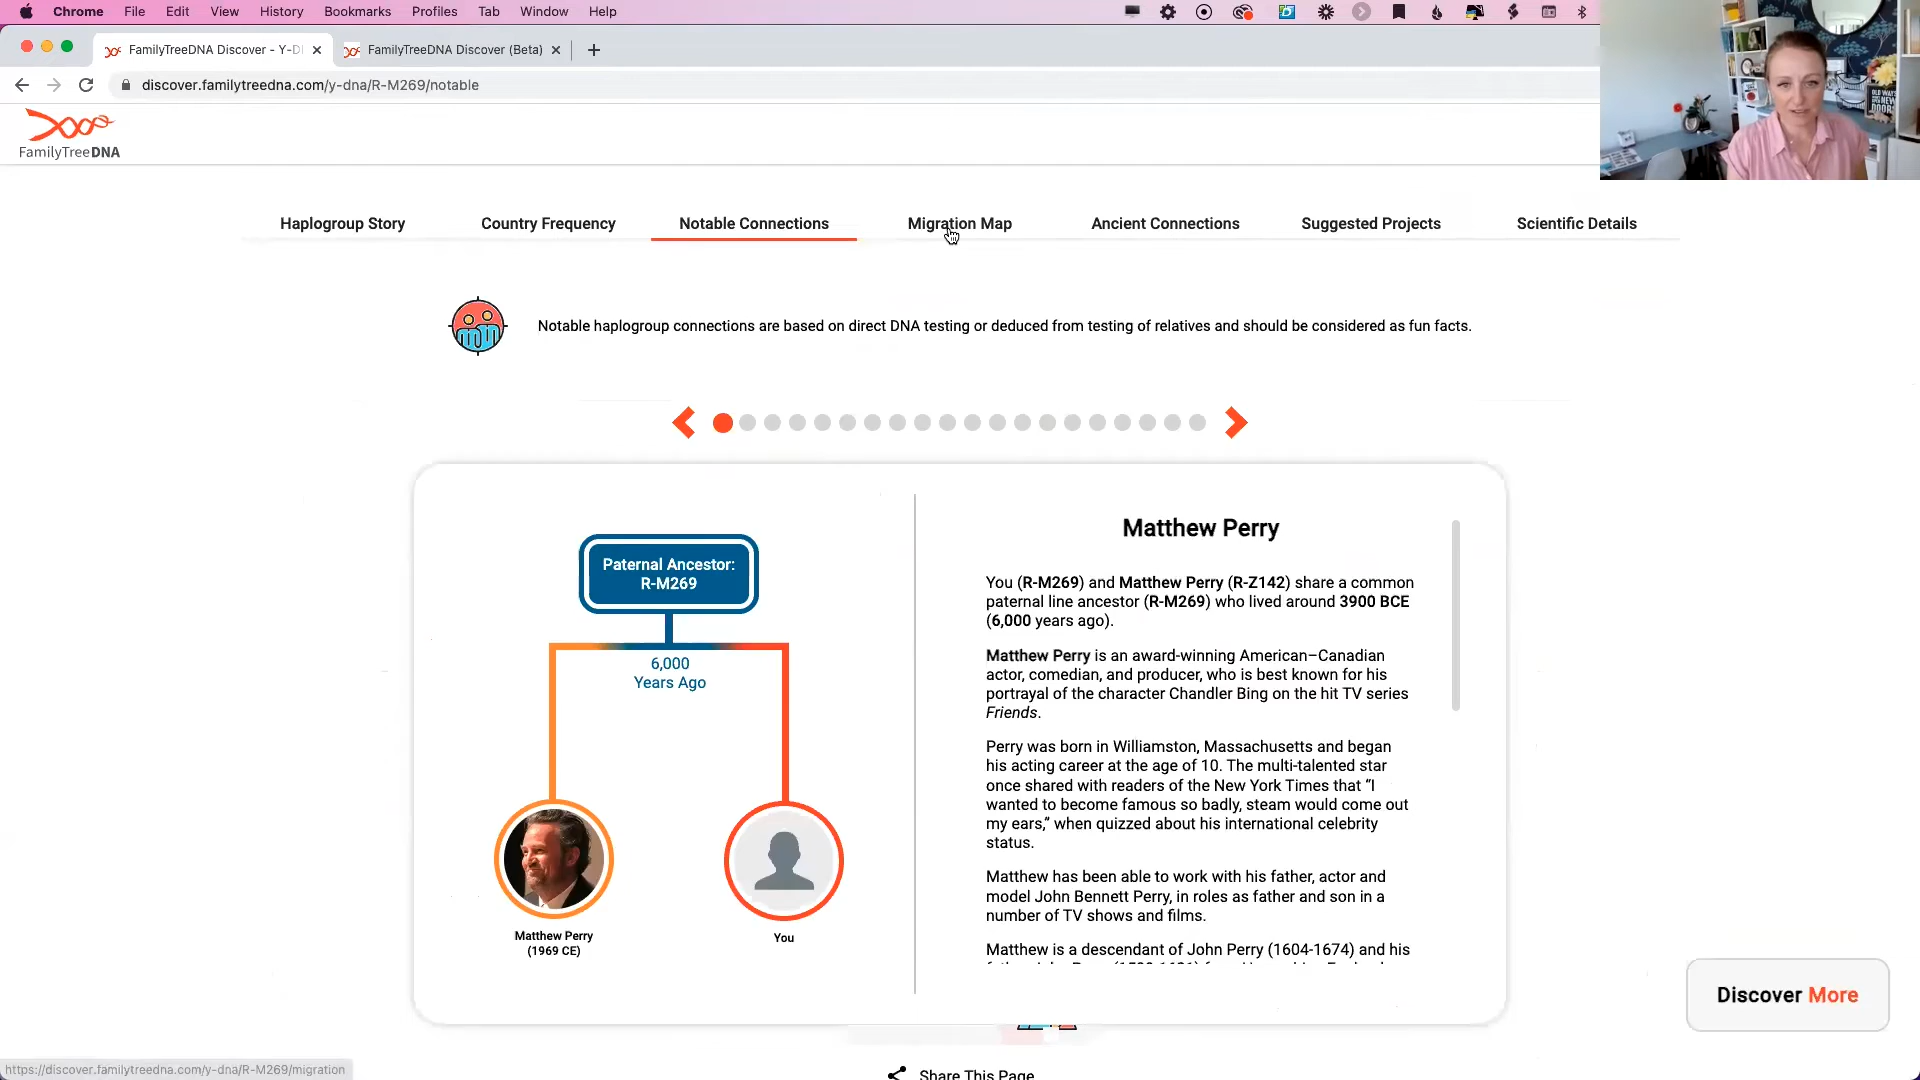 Chrome File Edit View History Bookmarks Profiles Tab Window Help
FamilyTreeDNA Discover - Y-D
FamilyTreeDNA Discover (Beta)
discover.familytreedna.com/y-dna/R-M269/notable
FamilyTreeDNA
Haplogroup Story
Country Frequency
Notable Connections
Migration Map
Ancient Connections
Suggested Projects
Scientific Details
Notable haplogroup connections are based on direct DNA testing or deduced from testing of relatives and should be considered as fun facts.
Paternal Ancestor:
R-M269
6,000
Years Ago
Matthew Perry
(1969 CE)
You
Matthew Perry
You (R-M269) and Matthew Perry (R-Z142) share a common
paternal line ancestor (R-M269) who lived around 3900 BCE
(6,000 years ago).
Matthew Perry is an award-winning American–Canadian
actor, comedian, and producer, who is best known for his
portrayal of the character Chandler Bing on the hit TV series
Friends.
Perry was born in Williamston, Massachusetts and began
his acting career at the age of 10. The multi-talented star
once shared with readers of the New York Times that “I
wanted to become famous so badly, steam would come out
my ears,” when quizzed about his international celebrity
status.
Matthew has been able to work with his father, actor and
model John Bennett Perry, in roles as father and son in a
number of TV shows and films.
Matthew is a descendant of John Perry (1604-1674) and his
Discover More
https://discover.familytreedna.com/y-dna/R-M269/migration
Share This Page